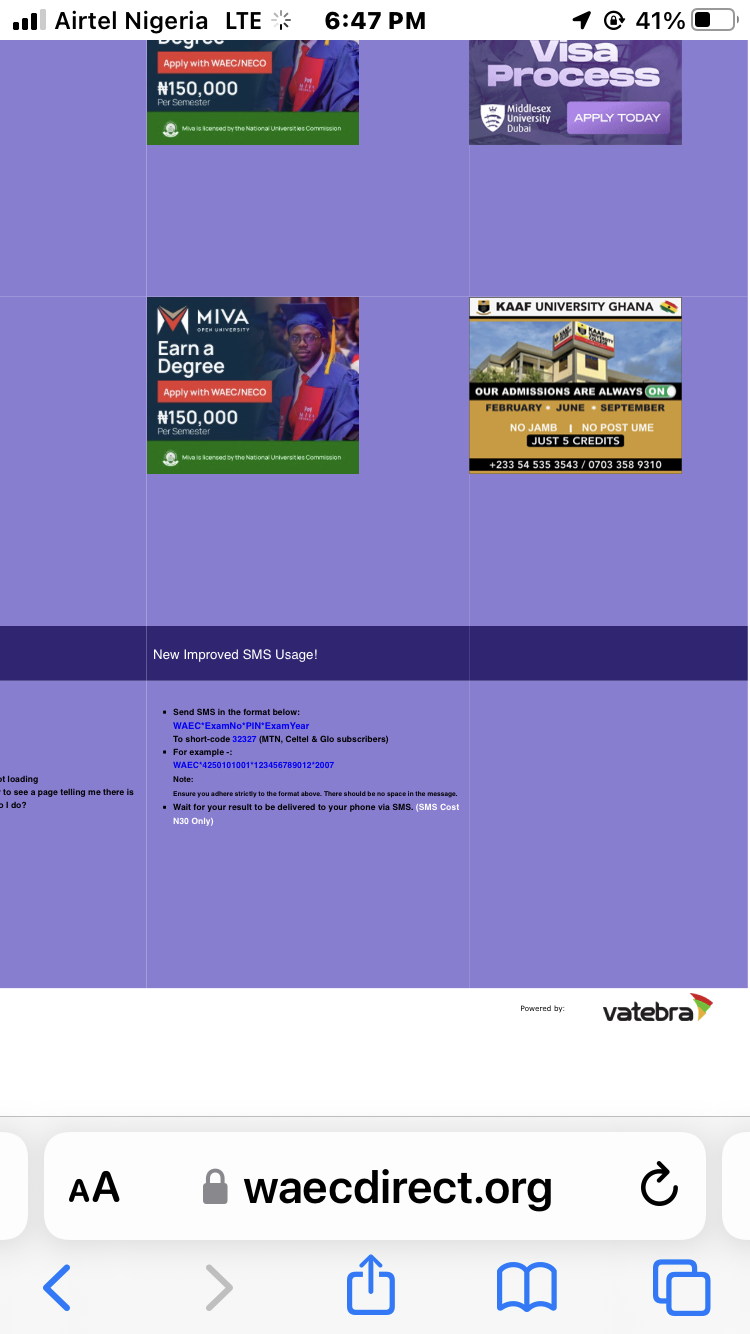 Airtel Nigeria LTE 6:47 PM 41%
Degree
Apply with WAEC/NECO
₦150,000
Per Semester
Miva is licensed by the National Universities Commission
Visa
Process
Middlesex
University
Dubai
APPLY TODAY
MIVA
OPEN UNIVERSITY
Earn a
Degree
Apply with WAEC/NECO
₦150,000
Per Semester
Miva is licensed by the National Universities Commission
KAAF UNIVERSITY GHANA
OUR ADMISSIONS ARE ALWAYS ON
FEBRUARY • JUNE • SEPTEMBER
NO JAMB | NO POST UME
JUST 5 CREDITS
+233 54 535 3543 / 0703 358 9310
New Improved SMS Usage!
ot loading
to see a page telling me there is
o I do?
• Send SMS in the format below:
WAEC*ExamNo*PIN*ExamYear
To short-code 32327 (MTN, Celtel & Glo subscribers)
• For example -:
WAEC*4250101001*123456789012*2007
Note:
Ensure you adhere strictly to the format above. There should be no space in the message.
• Wait for your result to be delivered to your phone via SMS. (SMS Cost
N30 Only)
Powered by:
vatebra
AA waecdirect.org